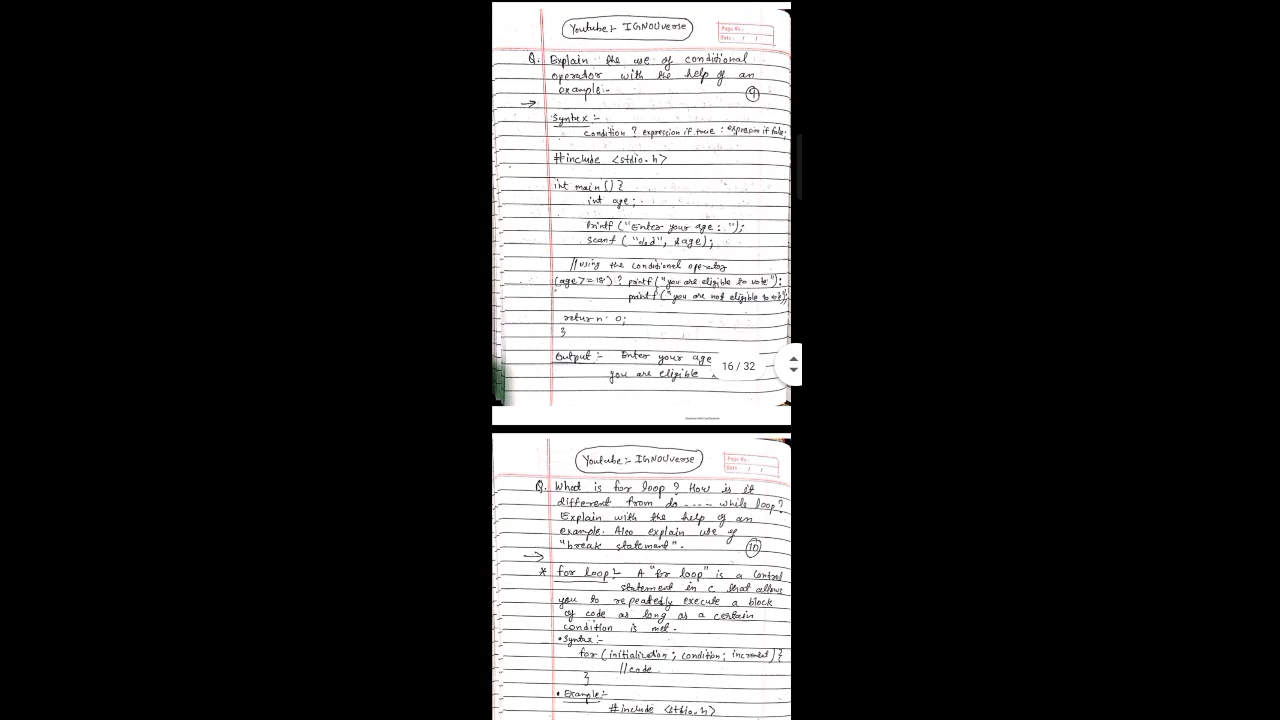 Youtube:- IGNOUverse
Page No.
Date: / /
Q. Explain the use of conditional
operator with the help of an
example:-
9
→
Syntax :-
condition ? expression if true : expression if false;
#include <stdio.h>
int main() {
int age;
printf ("Enter your age : ");
scanf ( "%d", &age);
//using the conditional operator
(age >= 18) ? printf ("you are eligible to vote") :
printf ("you are not eligible to vote");
return 0;
}
Output :- Enter your age
you are eligible
16 / 32
Scanned with CamScanner
Youtube:- IGNOUverse
Page No.
Date: / /
Q. What is for loop? How is it
different from do ---- while loop?
Explain with the help of an
example. Also explain use of
"break statement".
10
→
* for loop:- A "for loop" is a control
statement in c that allows
you to repeatedly execute a block
of code as long as a certain
condition is met.
• Syntax :-
for (initialization ; condition ; increment) {
//code
}
• Example:-
#include <stdio.h>